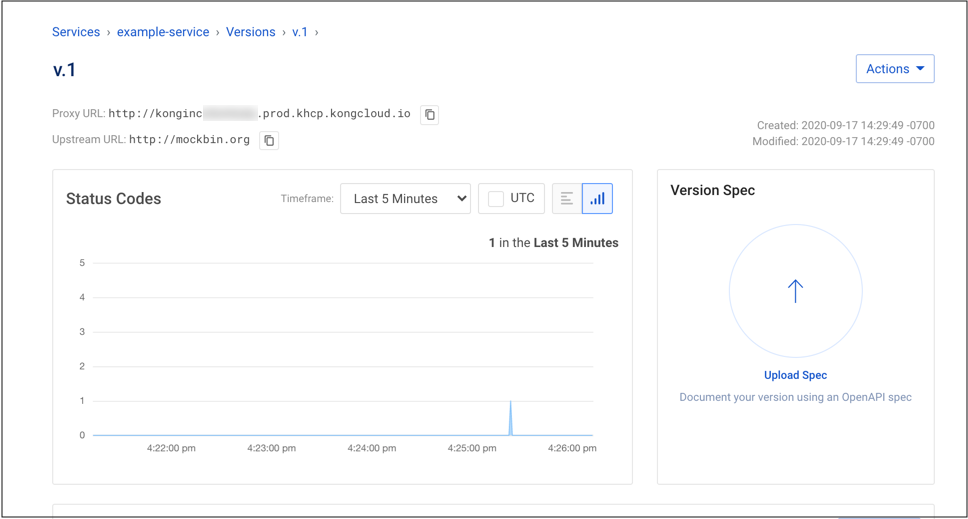 Services › example-service › Versions › v.1 ›
v.1
Actions
Proxy URL: http://konginc .prod.khcp.kongcloud.io
Upstream URL: http://mockbin.org
Created: 2020-09-17 14:29:49 -0700
Modified: 2020-09-17 14:29:49 -0700
Status Codes
Timeframe:
Last 5 Minutes
UTC
1 in the Last 5 Minutes
5
4
3
2
1
0
4:22:00 pm
4:23:00 pm
4:24:00 pm
4:25:00 pm
4:26:00 pm
Version Spec
Upload Spec
Document your version using an OpenAPI spec